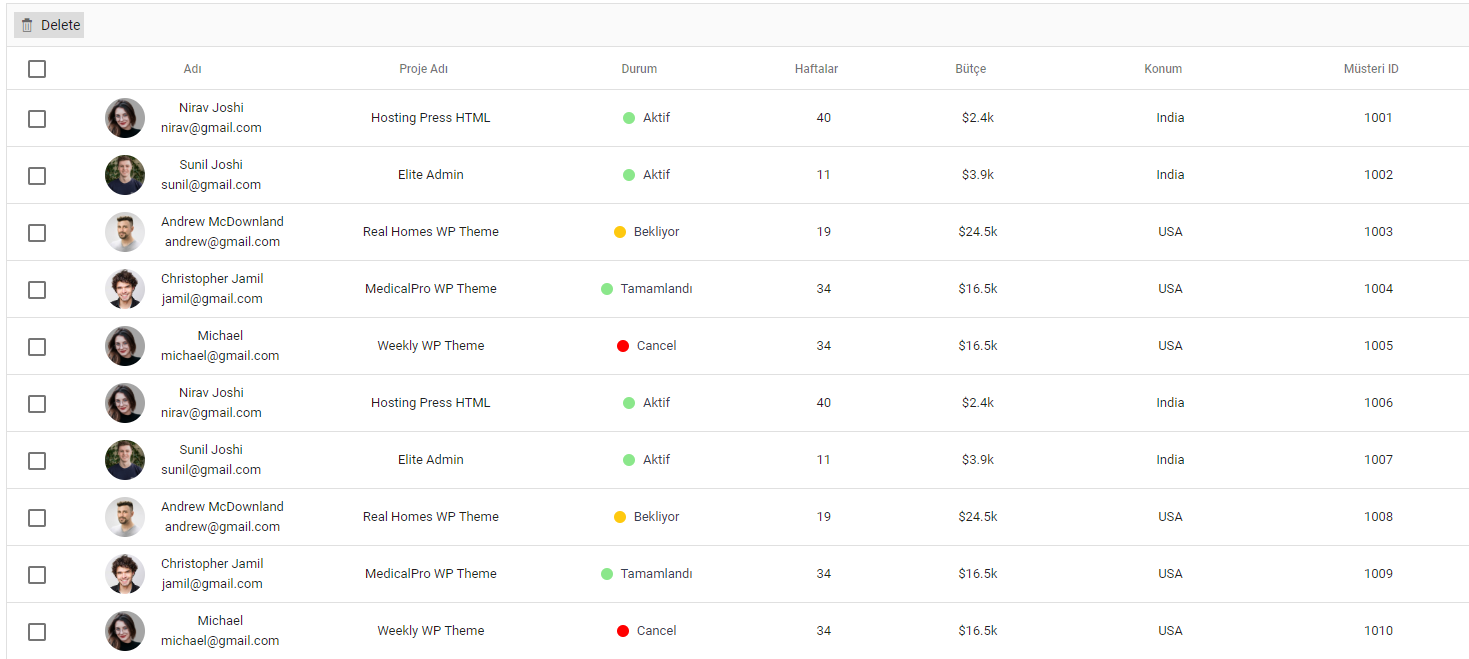 Delete
Adı Proje Adı Durum Haftalar Bütçe Konum Müsteri ID
Nirav Joshi
nirav@gmail.com Hosting Press HTML Aktif 40 $2.4k India 1001
Sunil Joshi
sunil@gmail.com Elite Admin Aktif 11 $3.9k India 1002
Andrew McDownland
andrew@gmail.com Real Homes WP Theme Bekliyor 19 $24.5k USA 1003
Christopher Jamil
jamil@gmail.com MedicalPro WP Theme Tamamlandı 34 $16.5k USA 1004
Michael
michael@gmail.com Weekly WP Theme Cancel 34 $16.5k USA 1005
Nirav Joshi
nirav@gmail.com Hosting Press HTML Aktif 40 $2.4k India 1006
Sunil Joshi
sunil@gmail.com Elite Admin Aktif 11 $3.9k India 1007
Andrew McDownland
andrew@gmail.com Real Homes WP Theme Bekliyor 19 $24.5k USA 1008
Christopher Jamil
jamil@gmail.com MedicalPro WP Theme Tamamlandı 34 $16.5k USA 1009
Michael
michael@gmail.com Weekly WP Theme Cancel 34 $16.5k USA 1010